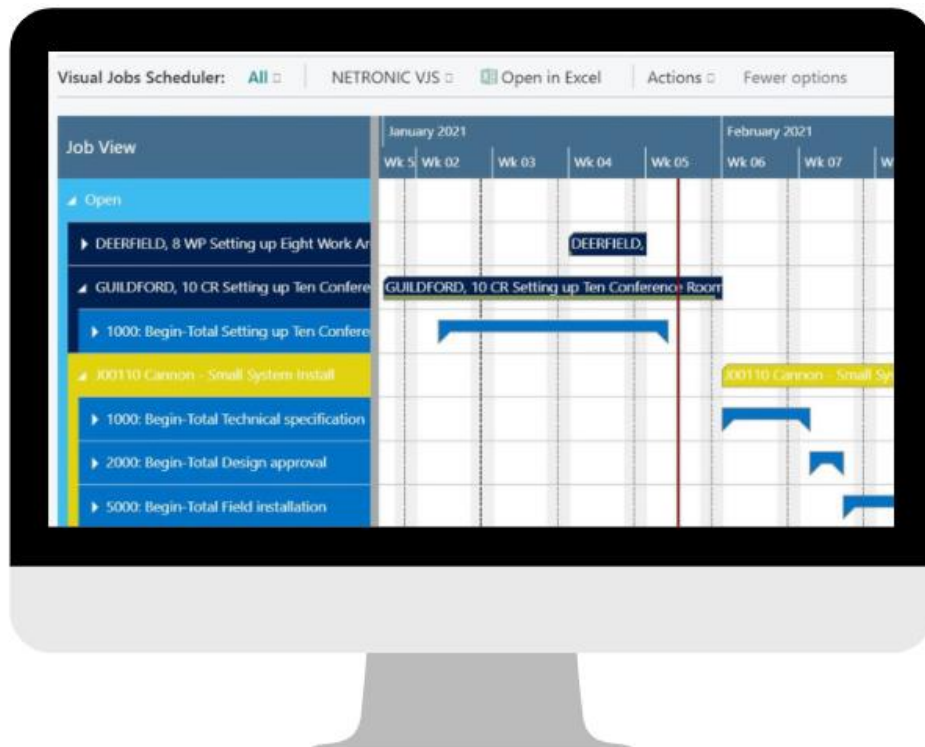 Visual Jobs Scheduler: All NETRONIC VJS Open in Excel Actions Fewer options
Job View
January 2021 February 2021
Wk 5 Wk 02 Wk 03 Wk 04 Wk 05 Wk 06 Wk 07 W
Open
DEERFIELD, 8 WP Setting up Eight Work Ar DEERFIELD,
GUILDFORD, 10 CR Setting up Ten Confere GUILDFORD, 10 CR Setting up Ten Conference Room
1000: Begin-Total Setting up Ten Confere
J00110 Cannon - Small System Install J00110 Cannon - Small Sys
1000: Begin-Total Technical specification
2000: Begin-Total Design approval
5000: Begin-Total Field installation